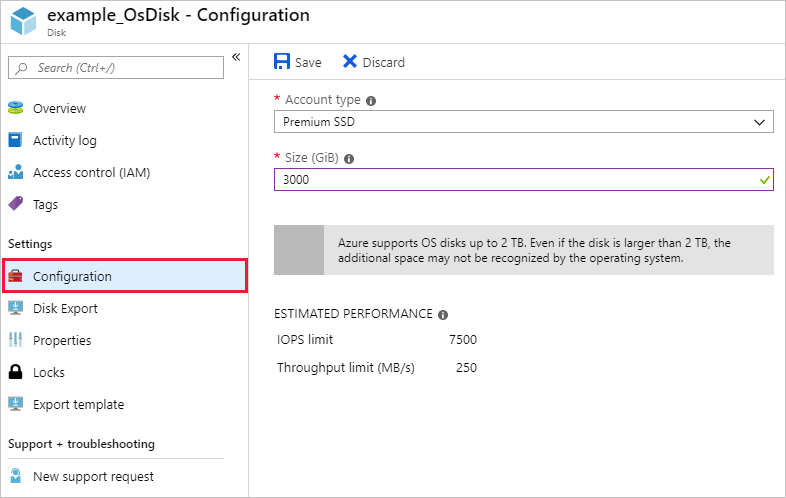 example_OsDisk - Configuration
Disk
Search (Ctrl+/)
«
Overview
Activity log
Access control (IAM)
Tags
Settings
Configuration
Disk Export
Properties
Locks
Export template
Support + troubleshooting
New support request
Save Discard
* Account type
Premium SSD
* Size (GiB)
3000
Azure supports OS disks up to 2 TB. Even if the disk is larger than 2 TB, the
additional space may not be recognized by the operating system.
ESTIMATED PERFORMANCE
IOPS limit 7500
Throughput limit (MB/s) 250